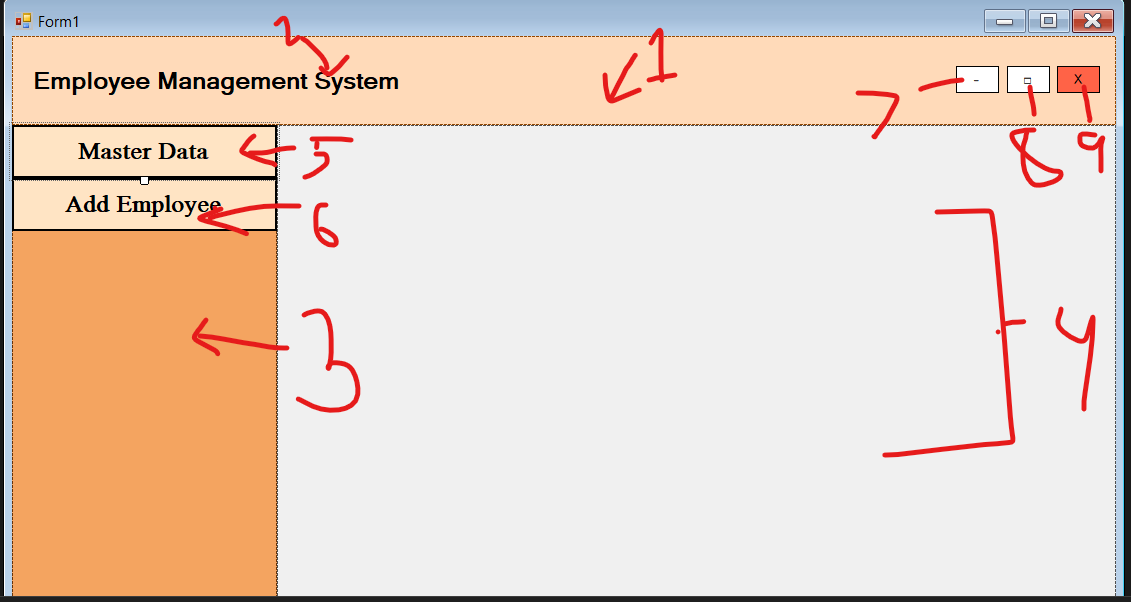 Form1
2
1
Employee Management System
- □ X
7
8
9
Master Data
5
Add Employee
6
3
4